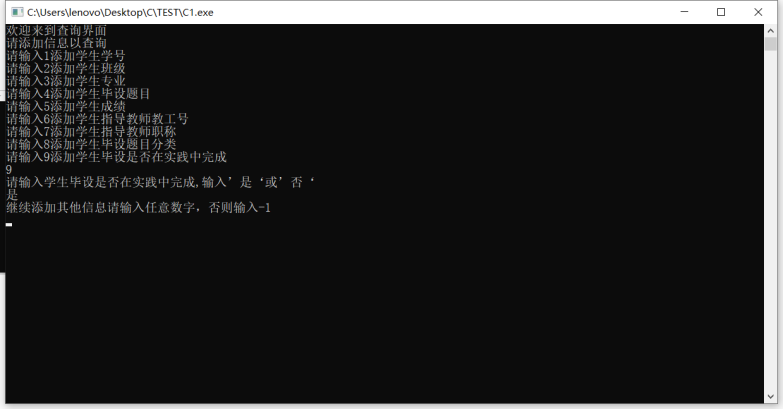 C:\Users\lenovo\Desktop\C\TEST\C1.exe
欢迎来到查询界面
请添加信息以查询
请输入1添加学生学号
请输入2添加学生班级
请输入3添加学生专业
请输入4添加学生毕设题目
请输入5添加学生成绩
请输入6添加学生指导教师教工号
请输入7添加学生指导教师职称
请输入8添加学生毕设题目分类
请输入9添加学生毕设是否在实践中完成
9
请输入学生毕设是否在实践中完成,输入’是‘或’否‘
是
继续添加其他信息请输入任意数字，否则输入-1